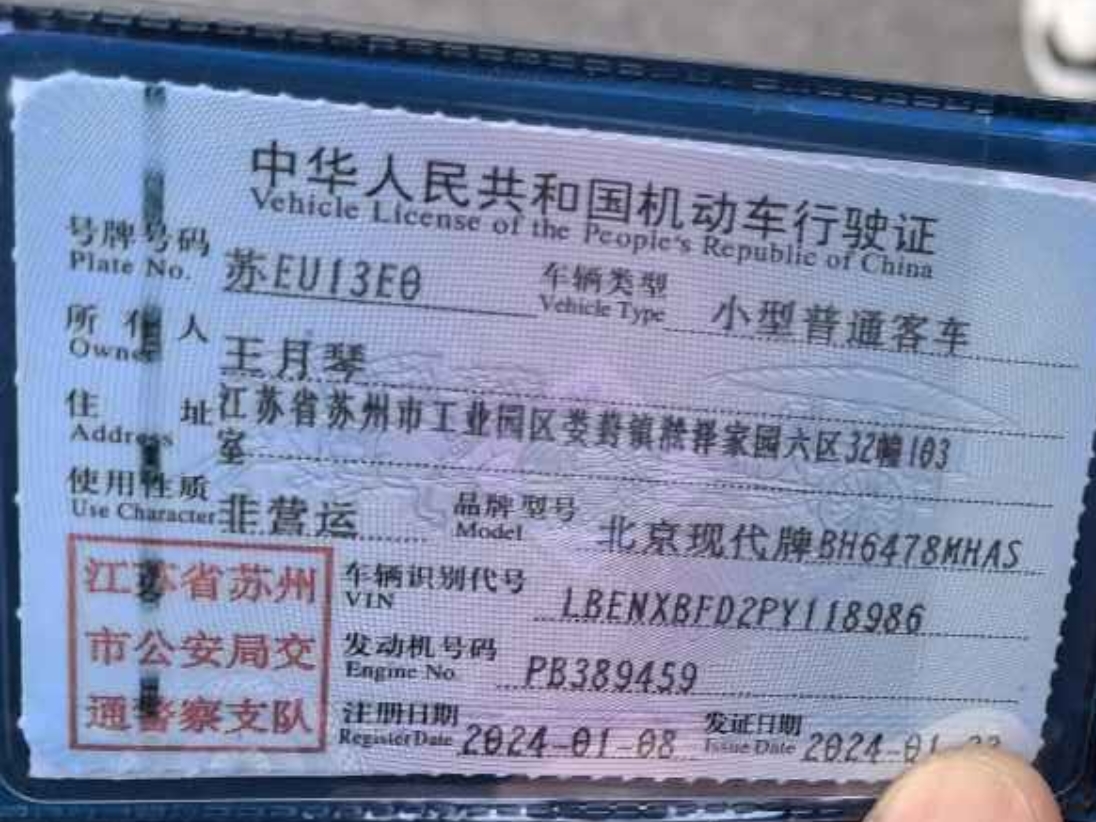 中华人民共和国机动车行驶证
Vehicle License of the People's Republic of China
号牌号码 苏EU13E0 车辆类型 小型普通客车
Plate No. Vehicle Type
所有人 王月琴
Owner
住址 江苏省苏州市工业园区娄葑镇淞泽家园六区32幢103
Address 室
使用性质 非营运 品牌型号 北京现代牌BH6478MHAS
Use Character Model
江苏省苏州
市公安局交
通警察支队
车辆识别代号 LBENXBFD2PY118986
VIN
发动机号码 PB389459
Engine No.
注册日期 2024-01-08 发证日期 2024-01
Register Date Issue Date